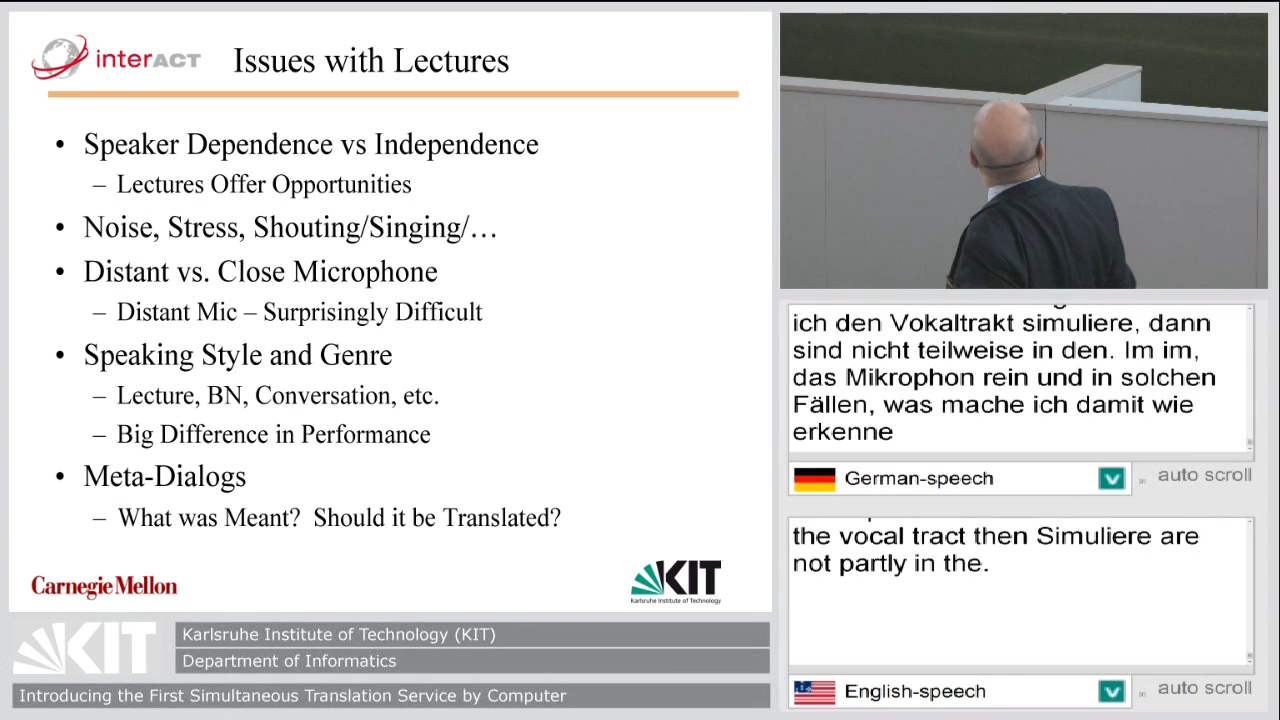 interACT
Issues with Lectures
• Speaker Dependence vs Independence
– Lectures Offer Opportunities
• Noise, Stress, Shouting/Singing/…
• Distant vs. Close Microphone
– Distant Mic – Surprisingly Difficult
• Speaking Style and Genre
– Lecture, BN, Conversation, etc.
– Big Difference in Performance
• Meta-Dialogs
– What was Meant? Should it be Translated?
Carnegie Mellon
KIT
Karlsruhe Institute of Technology
KIT
Karlsruhe Institute of Technology (KIT)
Department of Informatics
Introducing the First Simultaneous Translation Service by Computer
ich den Vokaltrakt simuliere, dann
sind nicht teilweise in den. Im im,
das Mikrophon rein und in solchen
Fällen, was mache ich damit wie
erkenne
German-speech
auto scroll
the vocal tract then Simuliere are
not partly in the.
English-speech
auto scroll